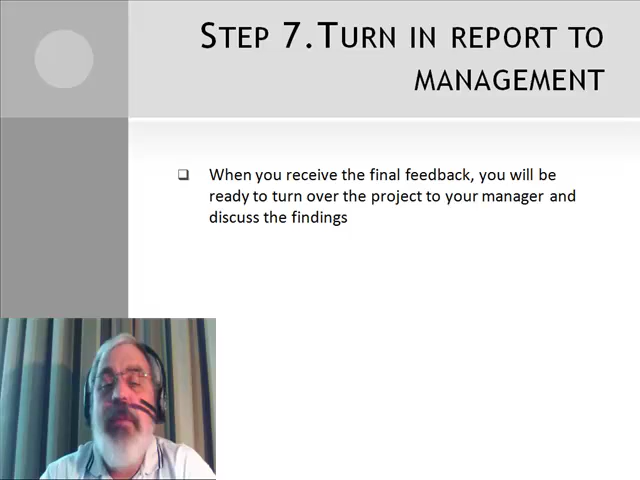 STEP 7.TURN IN REPORT TO
MANAGEMENT
When you receive the final feedback, you will be
ready to turn over the project to your manager and
discuss the findings